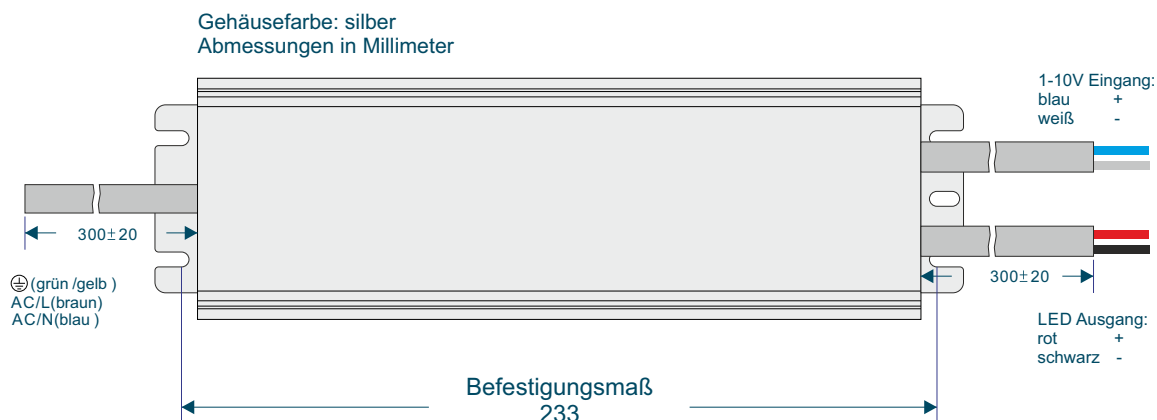 Gehäusefarbe: silber
Abmessungen in Millimeter
1-10V Eingang:
blau +
weiß -
300±20
300±20
(grün /gelb )
AC/L(braun)
AC/N(blau )
LED Ausgang:
rot +
schwarz -
Befestigungsmaß
233